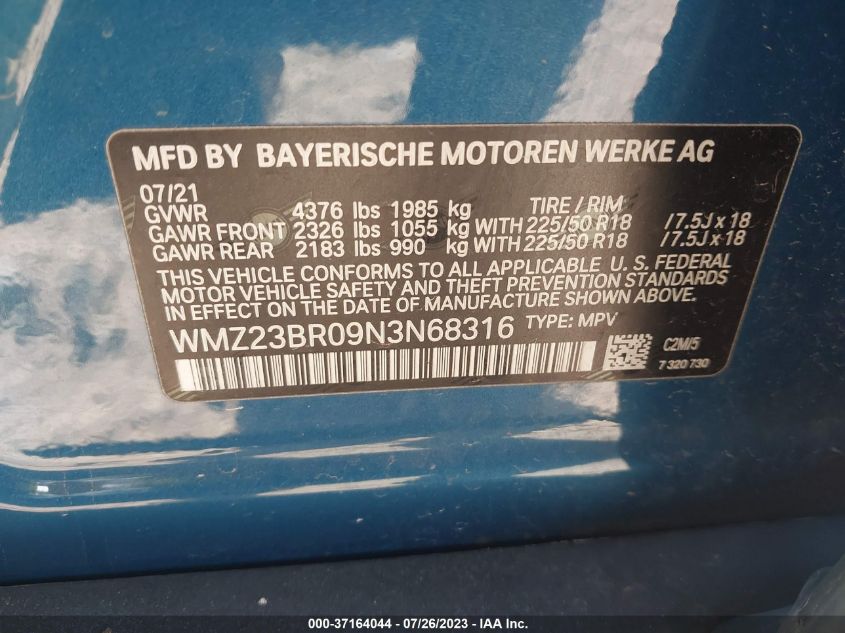 MFD BY BAYERISCHE MOTOREN WERKE AG
07/21
GVWR 4376 lbs 1985 kg TIRE / RIM
GAWR FRONT 2326 lbs 1055 kg WITH 225/50 R18 /7.5J x 18
GAWR REAR 2183 lbs 990 kg WITH 225/50 R18 /7.5J x 18
THIS VEHICLE CONFORMS TO ALL APPLICABLE U. S. FEDERAL
MOTOR VEHICLE SAFETY AND THEFT PREVENTION STANDARDS
IN EFFECT ON THE DATE OF MANUFACTURE SHOWN ABOVE.
WMZ23BR09N3N68316 TYPE: MPV
C2M/5
7 320 730
000-37164044 / 07/26/2023 - IAA Inc.